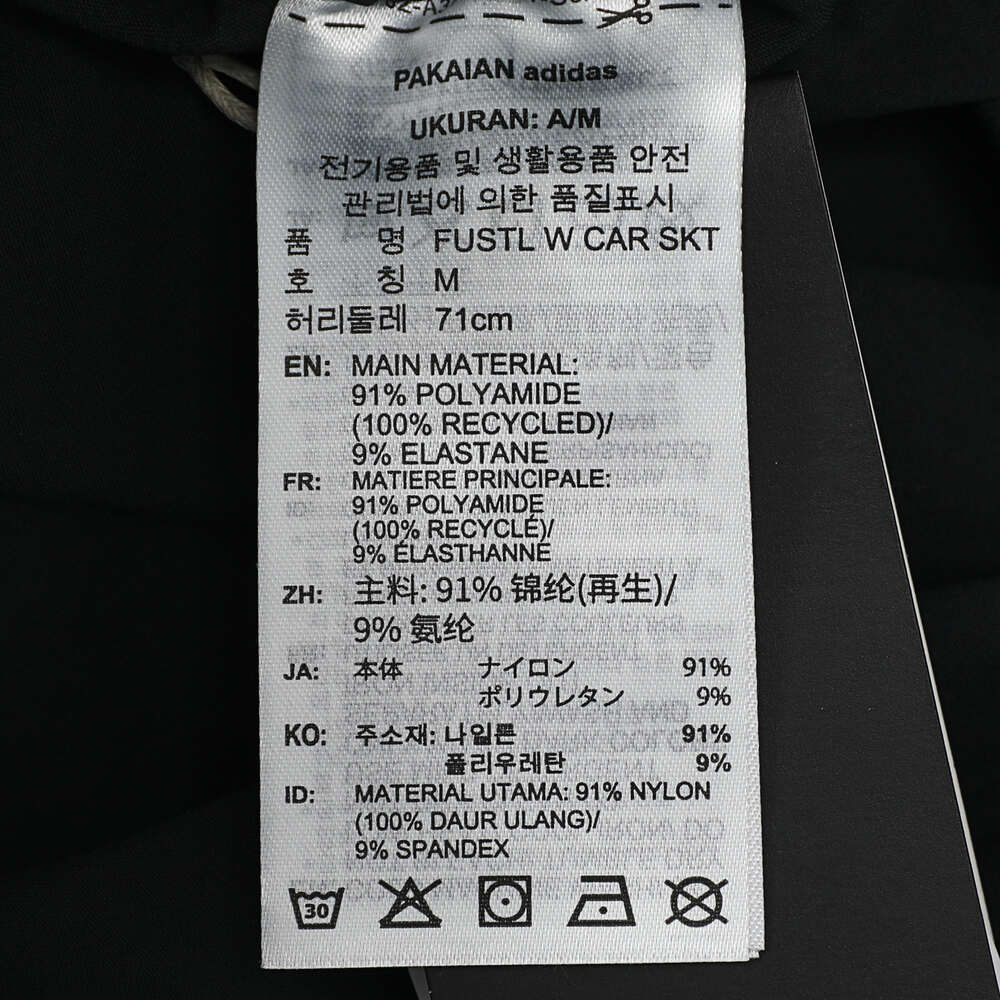 PAKAIAN adidas
UKURAN: A/M
전기용품 및 생활용품 안전
관리법에 의한 품질표시
품 명 FUSTL W CAR SKT
호 칭 M
허리둘레 71cm
EN: MAIN MATERIAL:
91% POLYAMIDE
(100% RECYCLED)/
9% ELASTANE
FR: MATIERE PRINCIPALE:
91% POLYAMIDE
(100% RECYCLÉ)/
9% ÉLASTHANNE
ZH: 主料: 91% 锦纶(再生)/
9% 氨纶
JA: 本体 ナイロン 91%
ポリウレタン 9%
KO: 주소재: 나일론 91%
폴리우레탄 9%
ID: MATERIAL UTAMA: 91% NYLON
(100% DAUR ULANG)/
9% SPANDEX
30